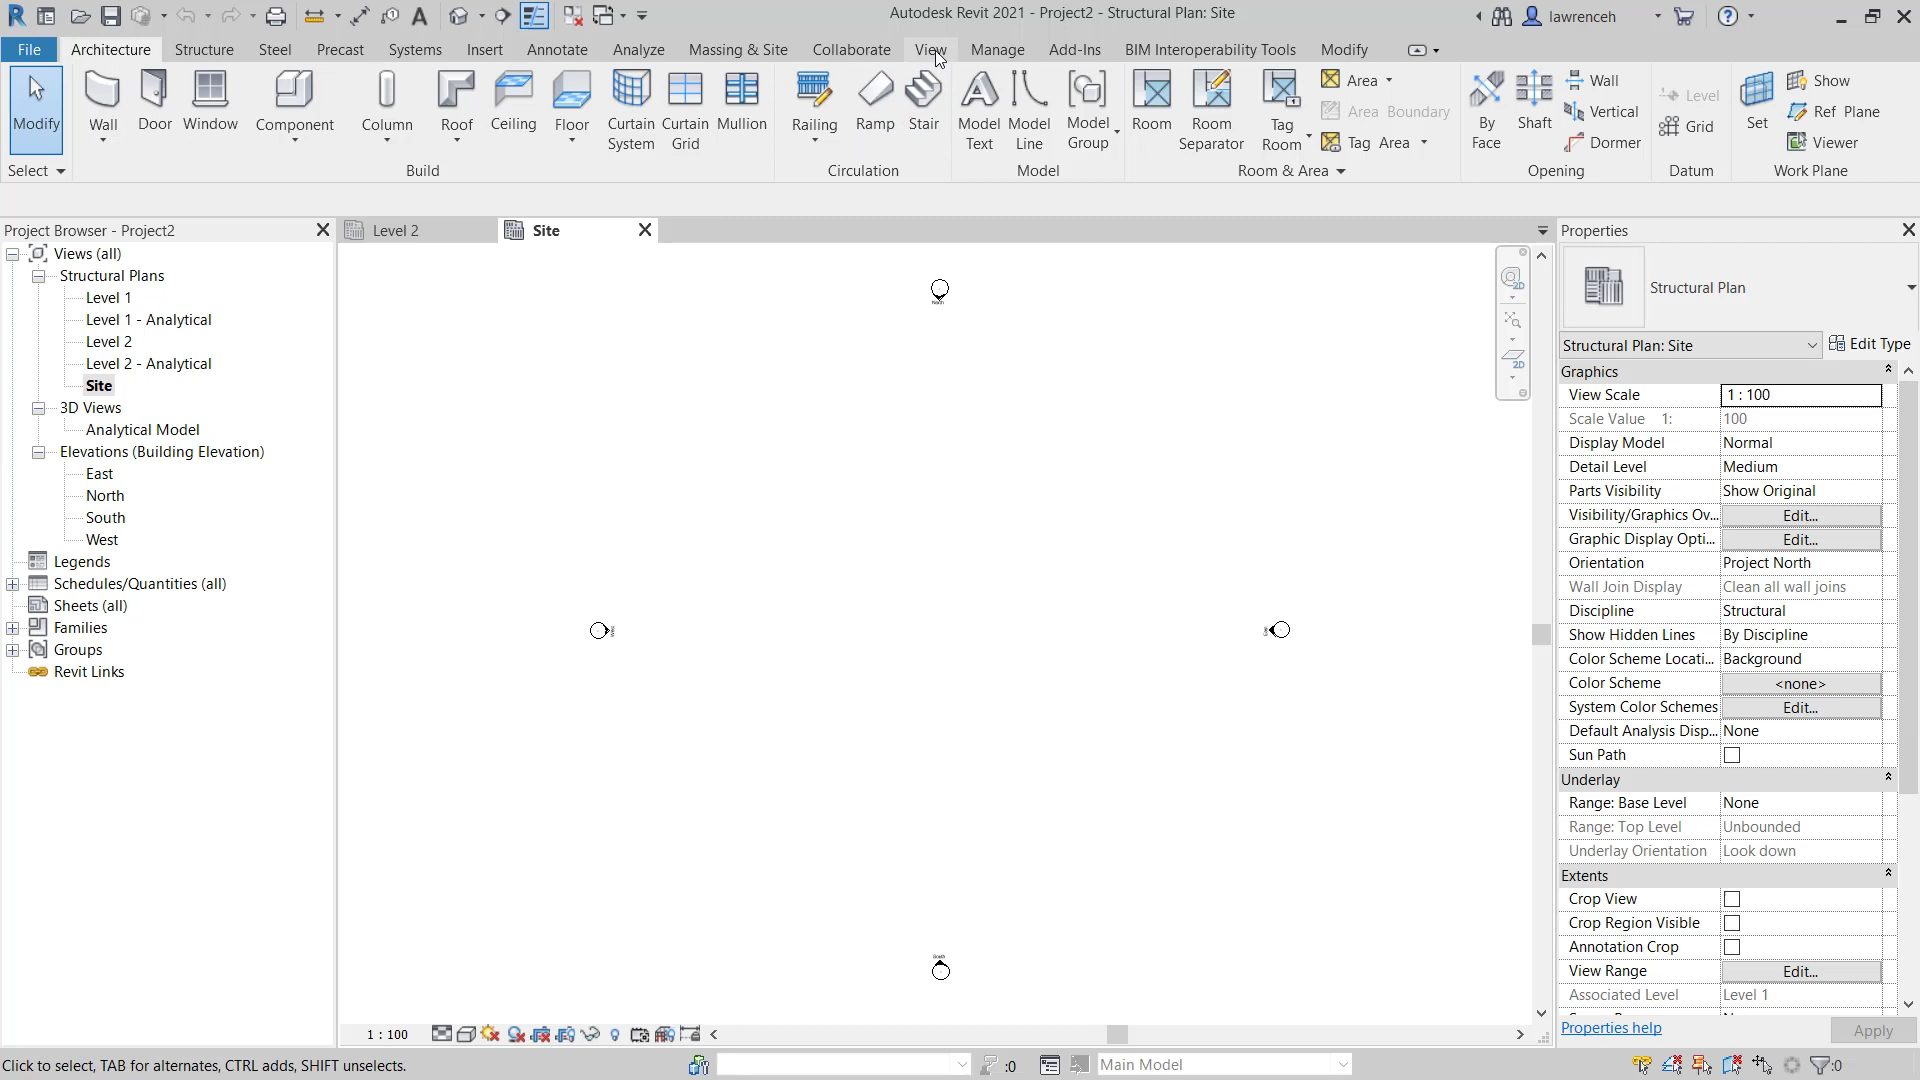 Autodesk Revit 2021 - Project2 - Structural Plan: Site
lawrenceh
File Architecture Structure Steel Precast Systems Insert Annotate Analyze Massing & Site Collaborate View Manage Add-Ins BIM Interoperability Tools Modify
Modify Wall Door Window Component Column Roof Ceiling Floor Curtain System Curtain Grid Mullion
Railing Ramp Stair
Model Text Model Line Model Group
Room Room Separator Tag Room
Area
Area Boundary
Tag Area
By Face Shaft
Wall
Vertical
Dormer
Level
Grid
Set
Show
Ref Plane
Viewer
Select Build Circulation Model Room & Area Opening Datum Work Plane
Project Browser - Project2
Views (all)
Structural Plans
Level 1
Level 1 - Analytical
Level 2
Level 2 - Analytical
Site
3D Views
Analytical Model
Elevations (Building Elevation)
East
North
South
West
Legends
Schedules/Quantities (all)
Sheets (all)
Families
Groups
Revit Links
Level 2
Site
2D
2D
North
South
Properties
Structural Plan
Structural Plan: Site Edit Type
Graphics
View Scale 1 : 100
Scale Value 1: 100
Display Model Normal
Detail Level Medium
Parts Visibility Show Original
Visibility/Graphics Ov... Edit...
Graphic Display Opti... Edit...
Orientation Project North
Wall Join Display Clean all wall joins
Discipline Structural
Show Hidden Lines By Discipline
Color Scheme Locati... Background
Color Scheme <none>
System Color Schemes Edit...
Default Analysis Disp... None
Sun Path
Underlay
Range: Base Level None
Range: Top Level Unbounded
Underlay Orientation Look down
Extents
Crop View
Crop Region Visible
Annotation Crop
View Range Edit...
Associated Level Level 1
Properties help Apply
1 : 100
Click to select, TAB for alternates, CTRL adds, SHIFT unselects.
:0
Main Model
:0